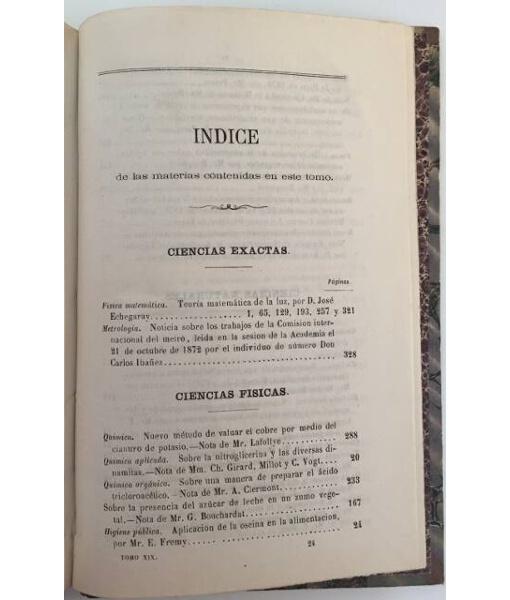 INDICE
de las materias contenidas en este tomo.
CIENCIAS EXACTAS.
Páginas.
Física matemática. Teoría matemática de la luz, por D. José
Echegaray. . . . . . . . . . . . . . . . 1, 65, 129, 193, 257 y 321
Metrología. Noticia sobre los trabajos de la Comision inter-
nacional del metro, leida en la sesion de la Academia el
21 de octubre de 1872 por el individuo de número Don
Carlos Ibañez. . . . . . . . . . . . . . . . 328
CIENCIAS FISICAS.
Química. Nuevo método de valuar el cobre por medio del
cianuro de potasio.—Nota de Mr. Lafollye. . . . . . . . . . 288
Química aplicada. Sobre la nitroglicerina y las diversas di-
namitas.—Nota de Mm. Ch. Girard, Millot y C. Vogt. . . . 20
Química orgánica. Sobre una manera de preparar el ácido
tricloroacético.—Nota de Mr. A. Clermont. . . . . . . . . . 233
Sobre la presencia del azúcar de leche en un zumo vege-
tal.—Nota de Mr. G. Bouchardat. . . . . . . . . . . . . . 167
Higiene pública. Aplicacion de la oseina en la alimentacion,
por Mr. E. Fremy. . . . . . . . . . . . . . . . 24
TOMO XIX. 24